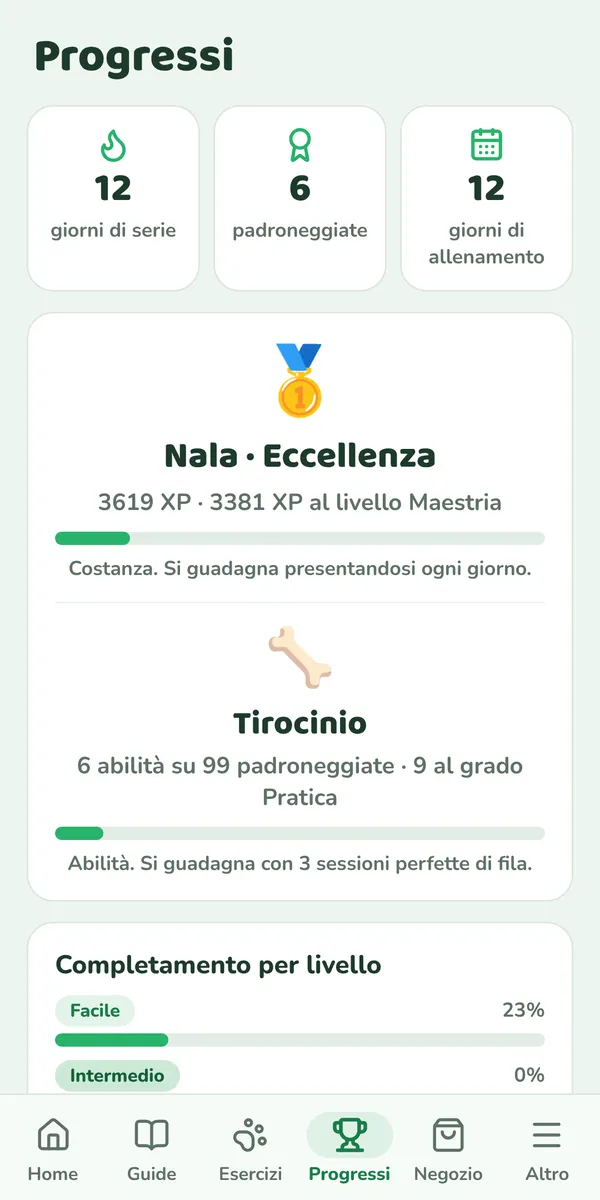 Progressi
12
giorni di serie
6
padroneggiate
12
giorni di
allenamento
1
Nala · Eccellenza
3619 XP · 3381 XP al livello Maestria
Costanza. Si guadagna presentandosi ogni giorno.
Tirocinio
6 abilità su 99 padroneggiate · 9 al grado
Pratica
Abilità. Si guadagna con 3 sessioni perfette di fila.
Completamento per livello
Facile 23%
Intermedio 0%
Home Guide Esercizi Progressi Negozio Altro